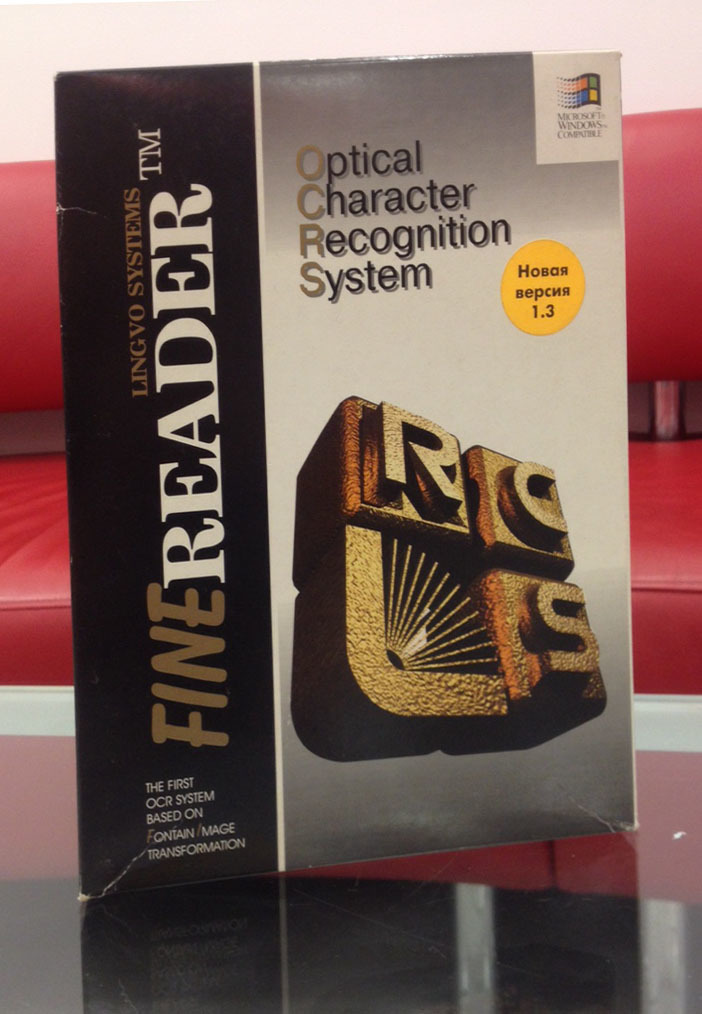 LINGVO SYSTEMS
FINEREADER™
Optical
Character
Recognition
System
MICROSOFT®
WINDOWS™
COMPATIBLE
Новая
версия
1.3
R C
S
THE FIRST
OCR SYSTEM
BASED ON
FONTAIN IMAGE
TRANSFORMATION